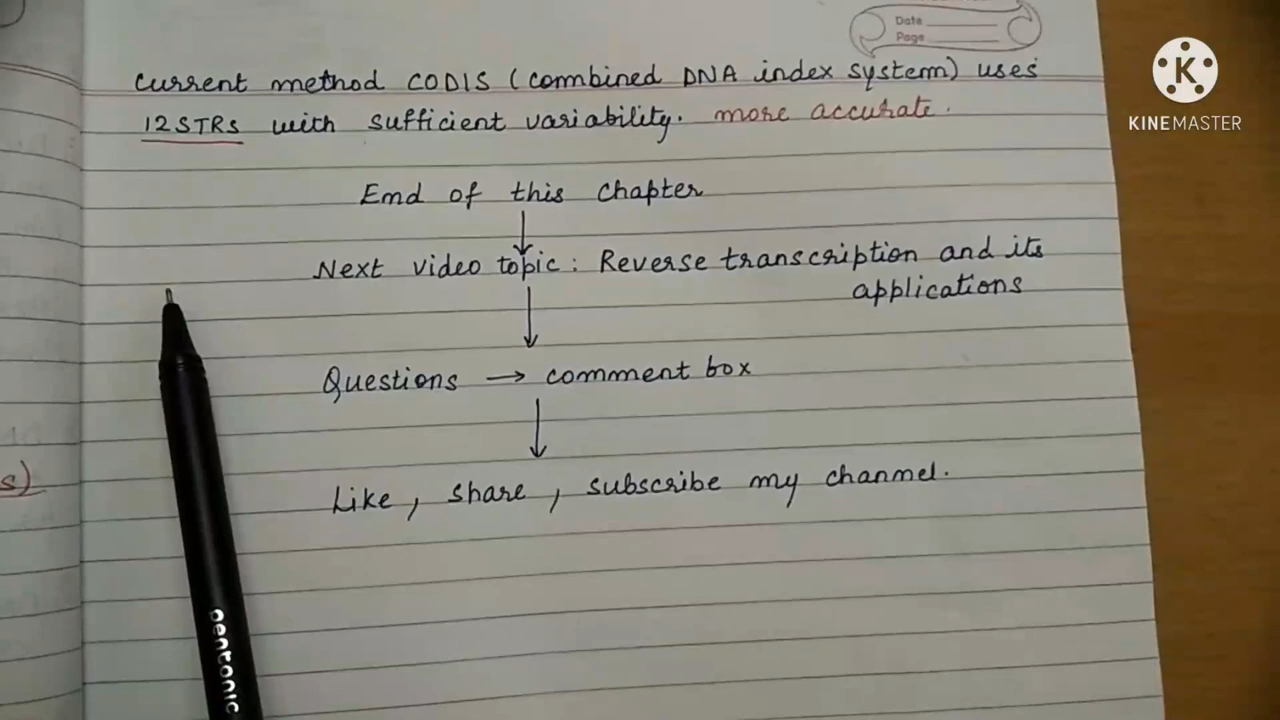 Date
Page
K
KINEMASTER
Current method CODIS (combined DNA index system) uses
12STRs with sufficient variability. more accurate.
End of this chapter
Next video topic: Reverse transcription and its
applications
s)
Questions → comment box
Like, share, subscribe my channel.
pentonic